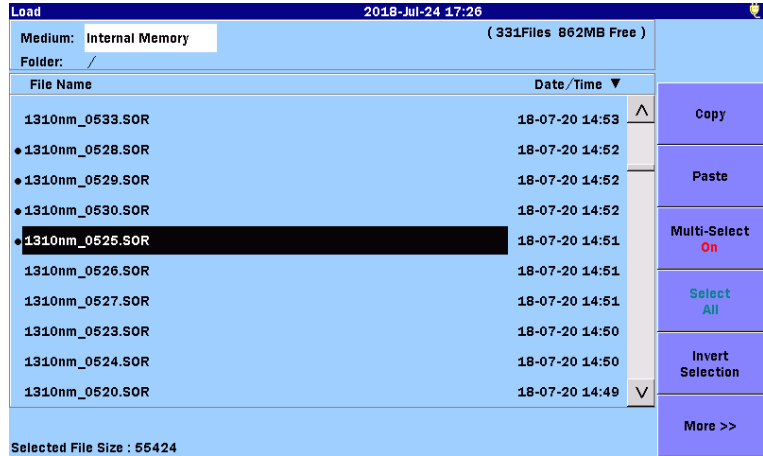 Load 2018-Jul-24 17:26
Medium: Internal Memory (331Files 862MB Free)
Folder: /
File Name Date/Time ▼
1310nm_0533.SOR 18-07-20 14:53
1310nm_0528.SOR 18-07-20 14:52
1310nm_0529.SOR 18-07-20 14:52
1310nm_0530.SOR 18-07-20 14:52
1310nm_0525.SOR 18-07-20 14:51
1310nm_0526.SOR 18-07-20 14:51
1310nm_0527.SOR 18-07-20 14:51
1310nm_0523.SOR 18-07-20 14:50
1310nm_0524.SOR 18-07-20 14:50
1310nm_0520.SOR 18-07-20 14:49
Selected File Size : 55424
Copy
Paste
Multi-Select
On
Select
All
Invert
Selection
More >>